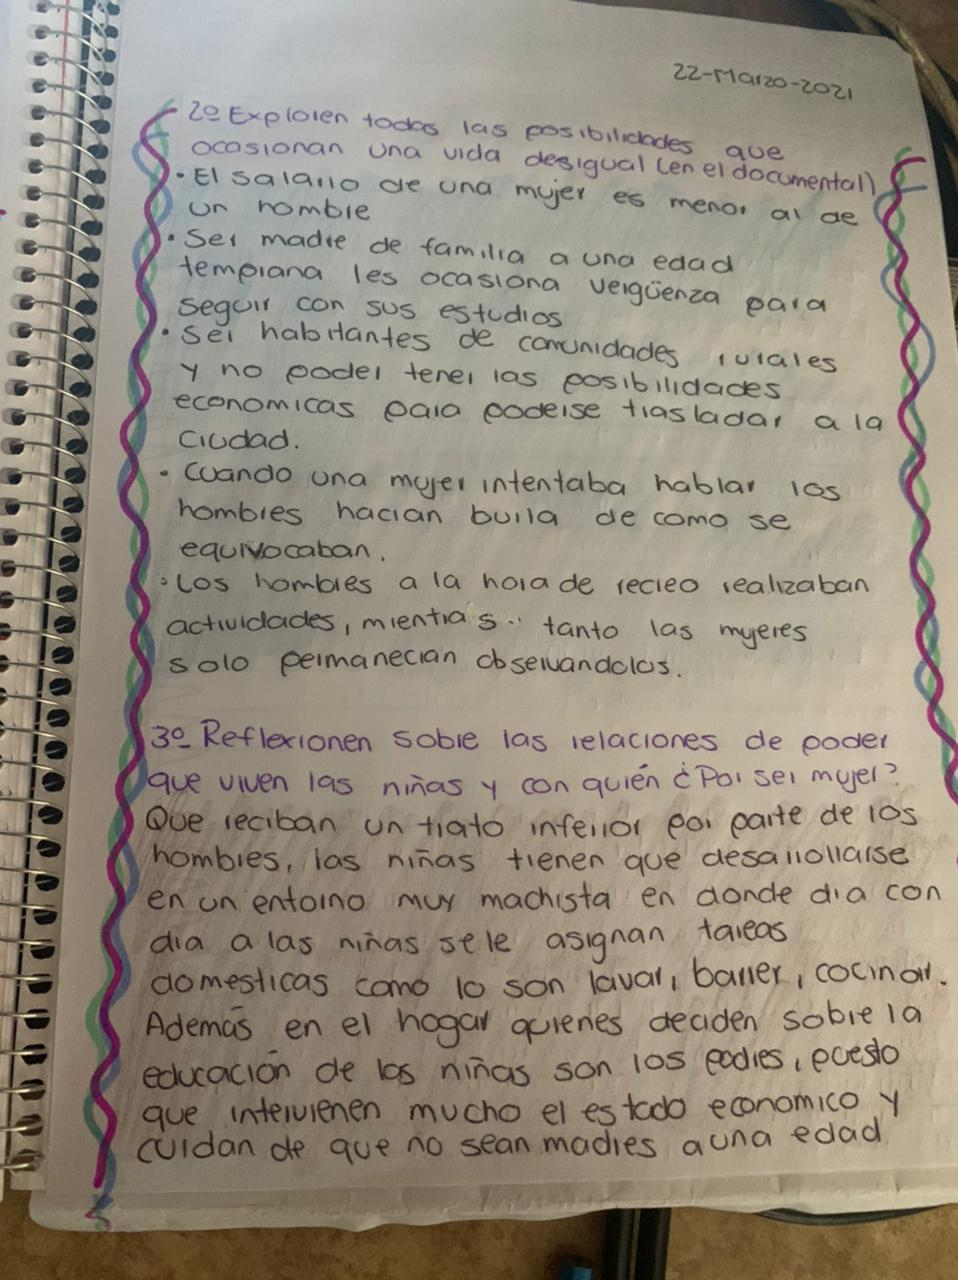 22-Marzo-2021
2º Exploren todas las posibilidades que
ocasionan una vida desigual (en el documental)
• El salario de una mujer es menor al de
un hombre
• Ser madre de familia a una edad
temprana les ocasiona vergüenza para
seguir con sus estudios
• Ser habitantes de comunidades rurales
y no poder tener las posibilidades
economicas para poderse trasladar a la
ciudad.
• Cuando una mujer intentaba hablar los
hombres hacian burla de como se
equivocaban.
• Los hombres a la hora de recreo realizaban
actividades, mientras tanto las mujeres
solo permanecian observandolos.
3º Reflexionen sobre las relaciones de poder
que viven las niñas y con quién ¿Por ser mujer?
Que reciban un trato inferior por parte de los
hombres, las niñas tienen que desarrollarse
en un entorno muy machista en donde dia con
dia a las niñas se le asignan tareas
domesticas como lo son lavar, barrer, cocinar.
Además en el hogar quienes deciden sobre la
educación de las niñas son los padres, puesto
que intervienen mucho el estado economico y
cuidan de que no sean madres a una edad